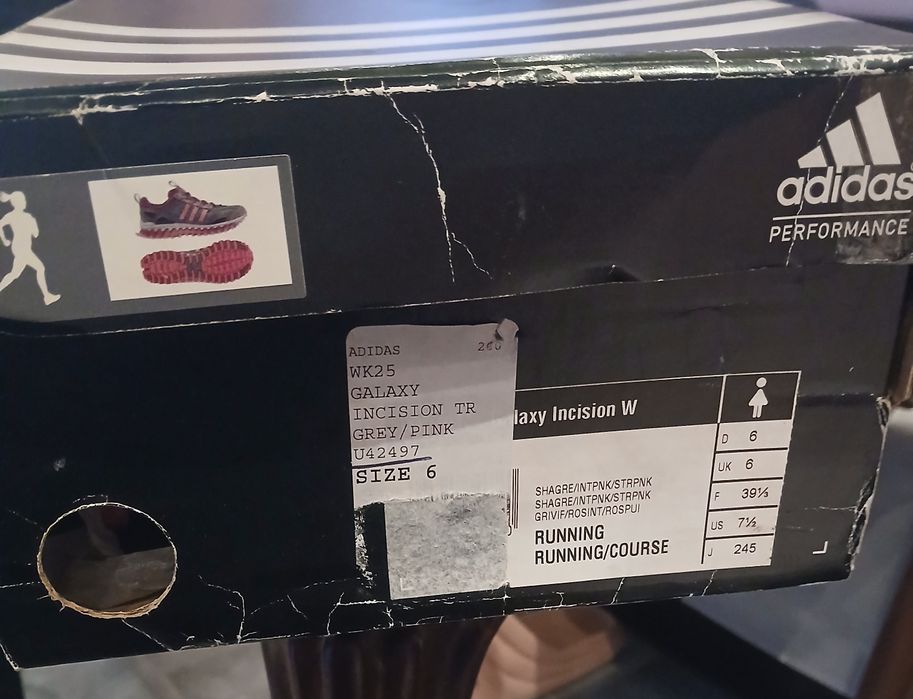 adidas
PERFORMANCE
ADIDAS
WK25
GALAXY
INCISION TR
GREY/PINK
U42497
SIZE 6
laxy Incision W
SHAGRE/INTPNK/STRPNK
SHAGRE/INTPNK/STRPNK
GRIVIF/ROSINT/ROSPUI
RUNNING
RUNNING/COURSE
D 6
UK 6
F 39⅓
US 7½
J 245